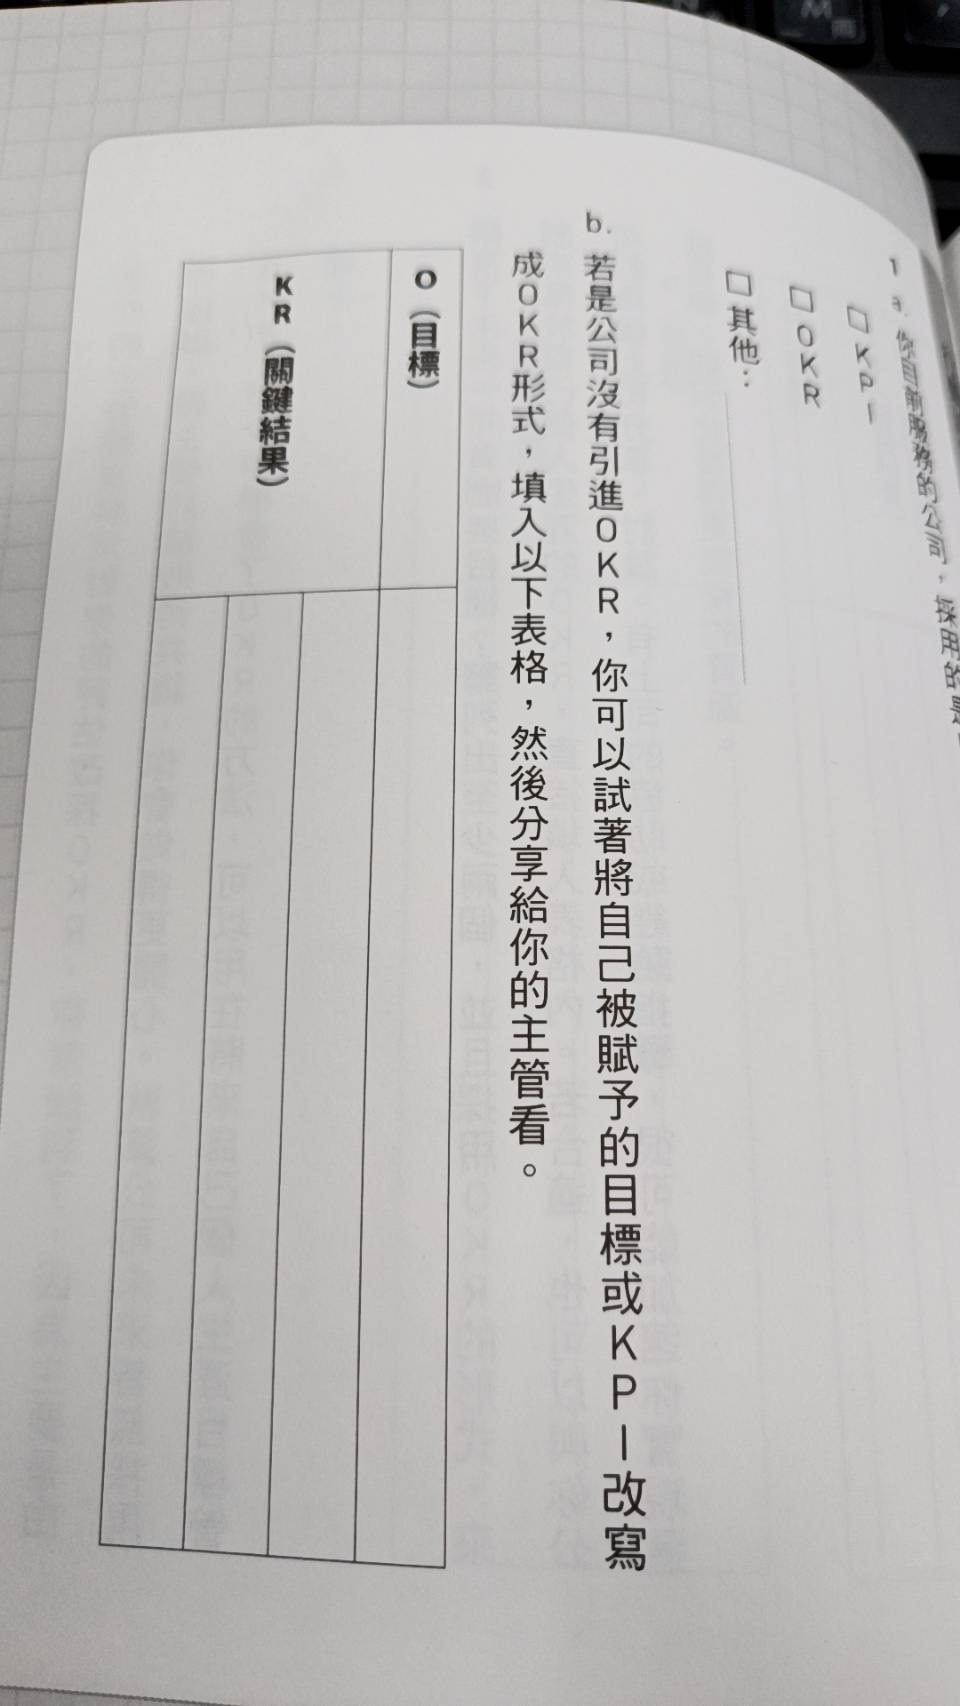 1 a. 你目前服務的公司，採用的是
□KPI
□OKR
□其他：
b. 若是公司沒有引進OKR，你可以試著將自己被賦予的目標或KPI改寫
成OKR形式，填入以下表格，然後分享給你的主管看。
O（目標）
KR（關鍵結果）